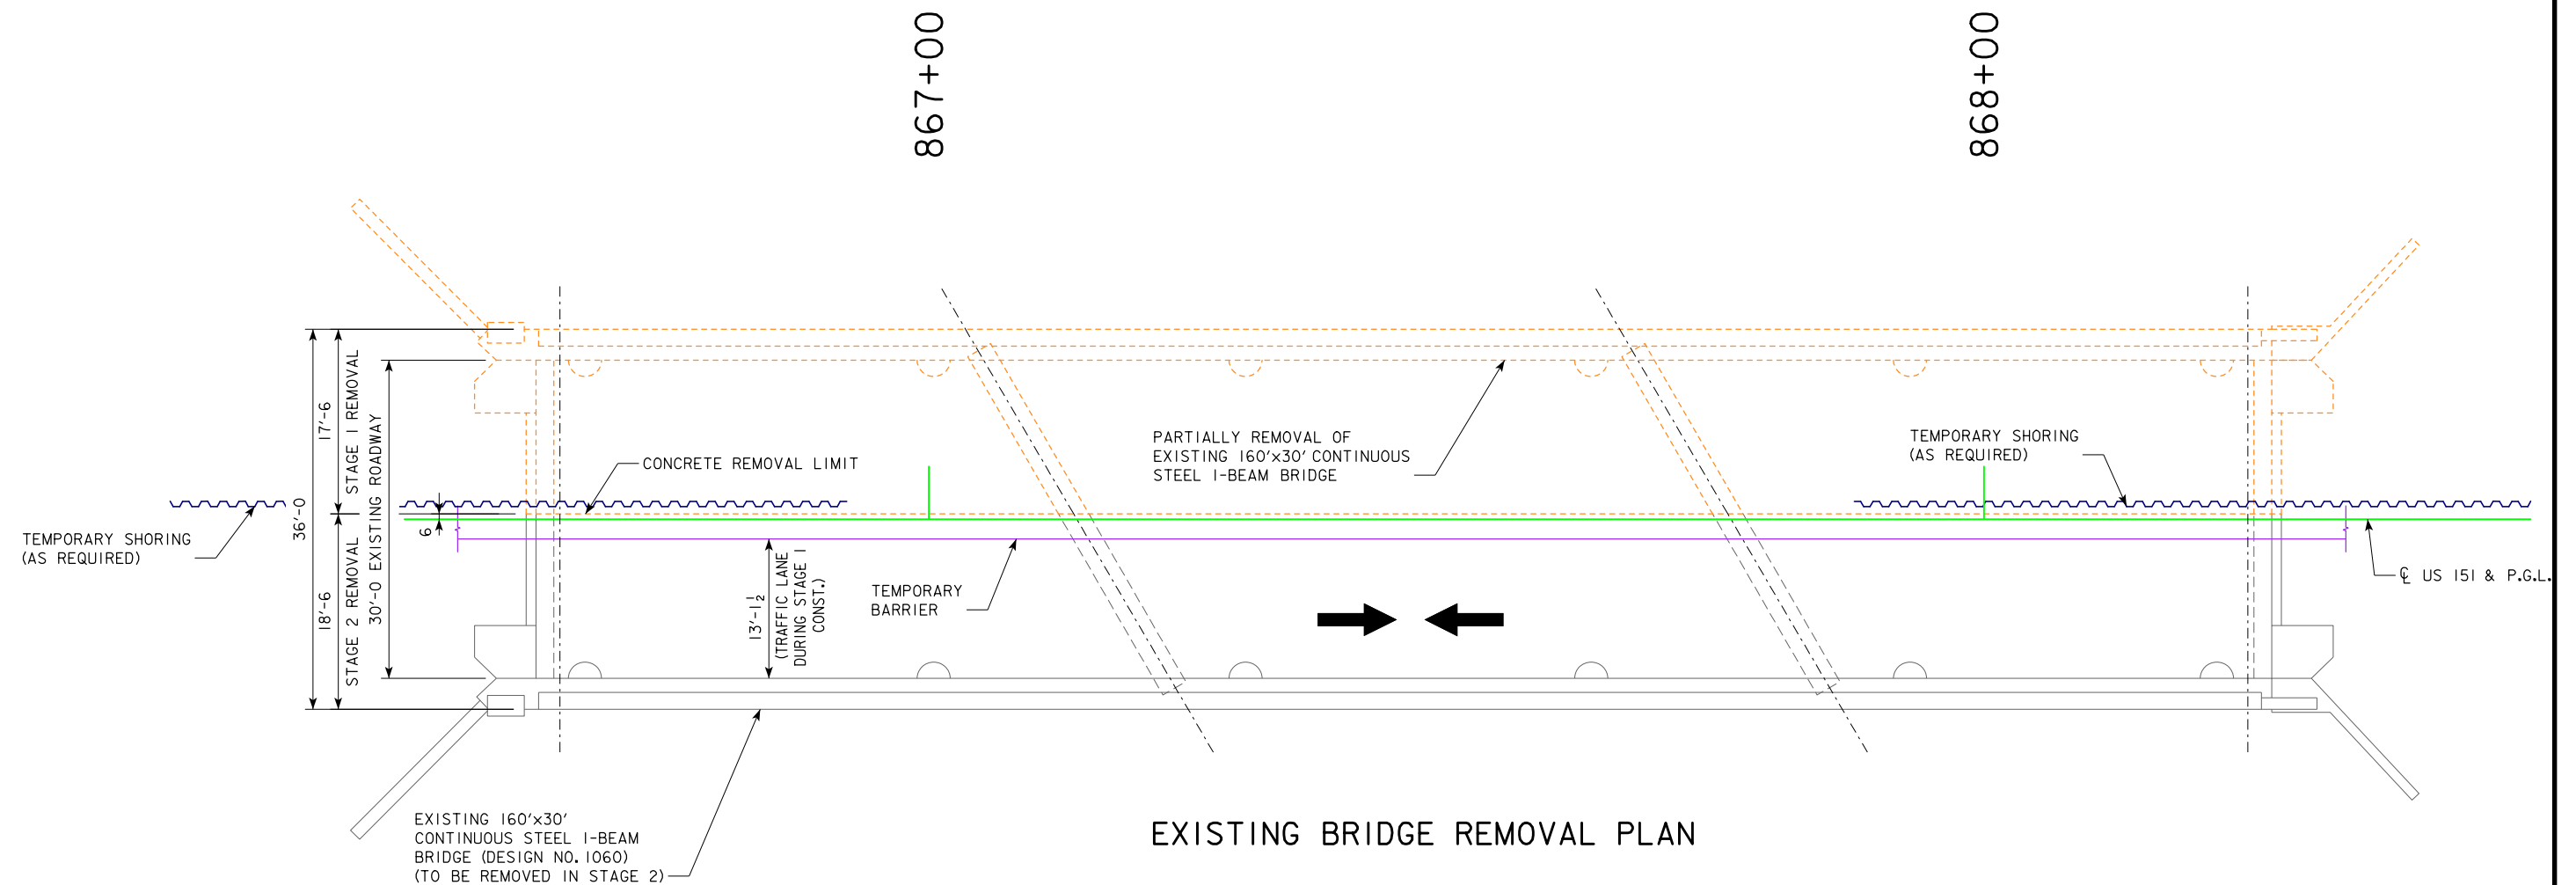 867+00
868+00
17'-6
STAGE 1 REMOVAL
30'-0 EXISTING ROADWAY
36'-0
18'-6
STAGE 2 REMOVAL
6
CONCRETE REMOVAL LIMIT
PARTIALLY REMOVAL OF
EXISTING 160'x30' CONTINUOUS
STEEL I-BEAM BRIDGE
TEMPORARY SHORING
(AS REQUIRED)
TEMPORARY SHORING
(AS REQUIRED)
13'-1 1/2
(TRAFFIC LANE
DURING STAGE 1
CONST.)
TEMPORARY
BARRIER
℄ US 151 & P.G.L.
EXISTING 160'x30'
CONTINUOUS STEEL I-BEAM
BRIDGE (DESIGN NO. 1060)
(TO BE REMOVED IN STAGE 2)
EXISTING BRIDGE REMOVAL PLAN